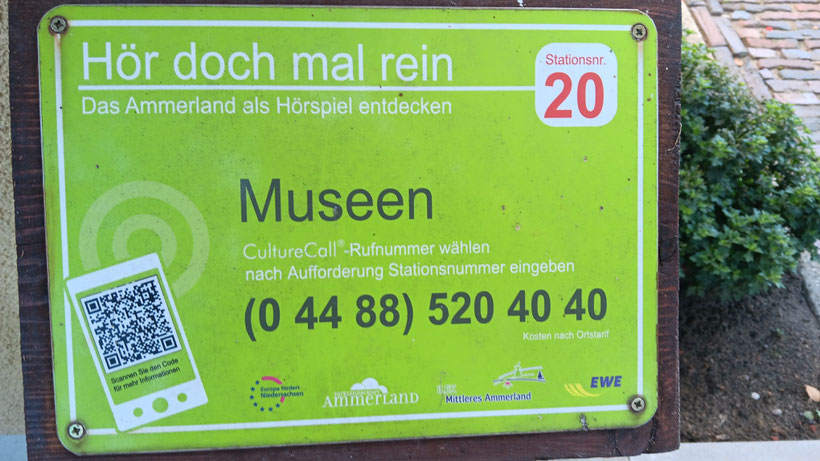 Hör doch mal rein
Das Ammerland als Hörspiel entdecken
Stationsnr.
20
Museen
CultureCall®-Rufnummer wählen
nach Aufforderung Stationsnummer eingeben
(0 44 88) 520 40 40
Kosten nach Ortstarif
Scannen Sie den Code
für mehr Informationen
Europa fördert
Niedersachsen
AMMERLAND
Mittleres Ammerland
EWE